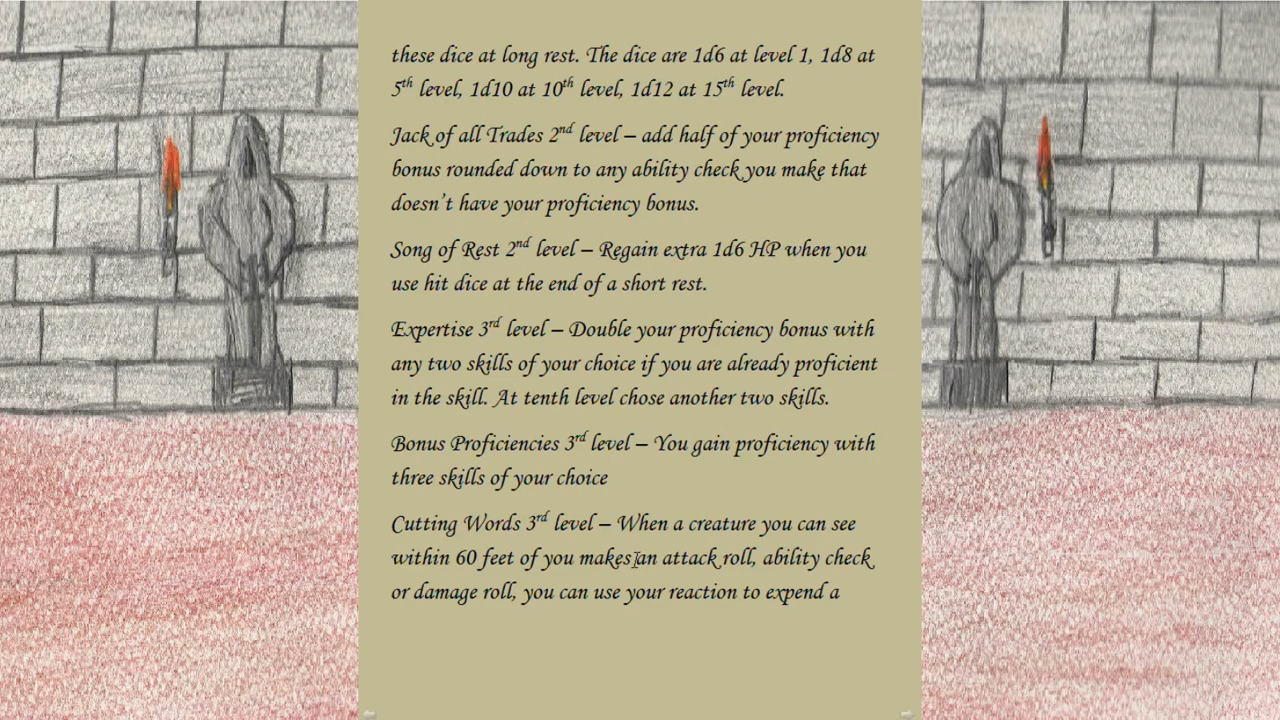 these dice at long rest. The dice are 1d6 at level 1, 1d8 at
5th level, 1d10 at 10th level, 1d12 at 15th level.
Jack of all Trades 2nd level – add half of your proficiency
bonus rounded down to any ability check you make that
doesn't have your proficiency bonus.
Song of Rest 2nd level – Regain extra 1d6 HP when you
use hit dice at the end of a short rest.
Expertise 3rd level – Double your proficiency bonus with
any two skills of your choice if you are already proficient
in the skill. At tenth level chose another two skills.
Bonus Proficiencies 3rd level – You gain proficiency with
three skills of your choice
Cutting Words 3rd level – When a creature you can see
within 60 feet of you makes an attack roll, ability check
or damage roll, you can use your reaction to expend a